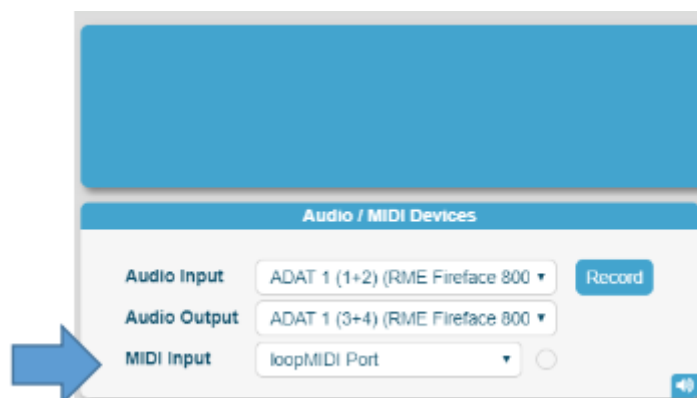 Audio / MIDI Devices
Audio Input ADAT 1 (1+2) (RME Fireface 800 Record
Audio Output ADAT 1 (3+4) (RME Fireface 800
MIDI Input loopMIDI Port